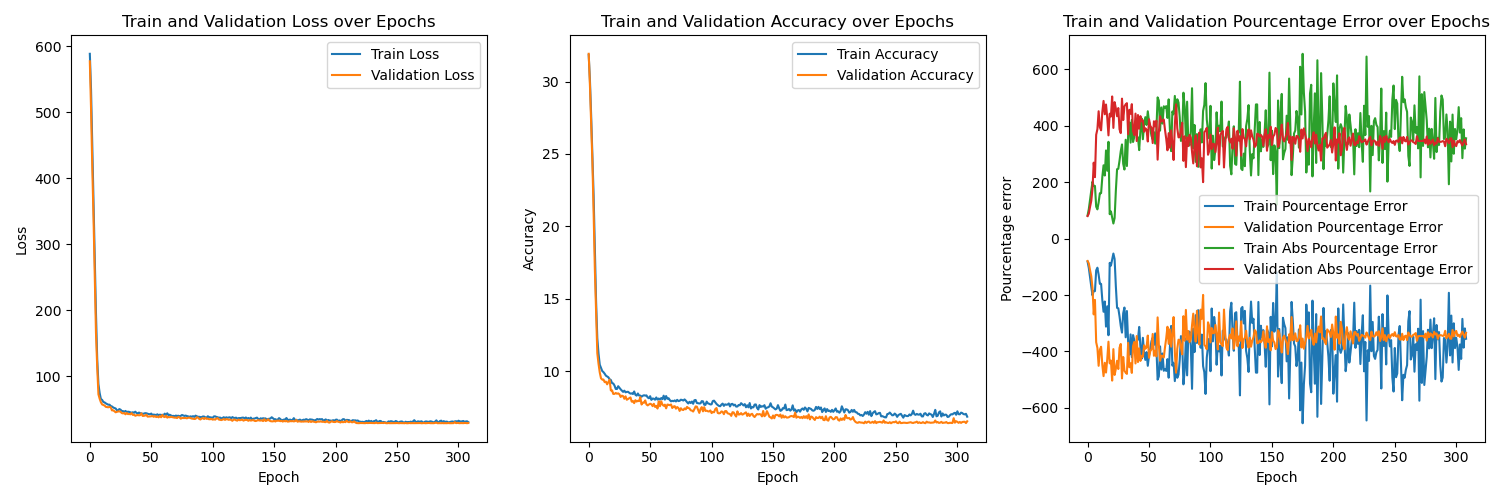 Train and Validation Loss over Epochs
600
500
400
300
200
100
0
50
100
150
200
250
300
Loss
Epoch
Train Loss
Validation Loss
Train and Validation Accuracy over Epochs
30
25
20
15
10
0
50
100
150
200
250
300
Accuracy
Epoch
Train Accuracy
Validation Accuracy
Train and Validation Pourcentage Error over Epochs
600
400
200
0
−200
−400
−600
0
50
100
150
200
250
300
Pourcentage error
Epoch
Train Pourcentage Error
Validation Pourcentage Error
Train Abs Pourcentage Error
Validation Abs Pourcentage Error